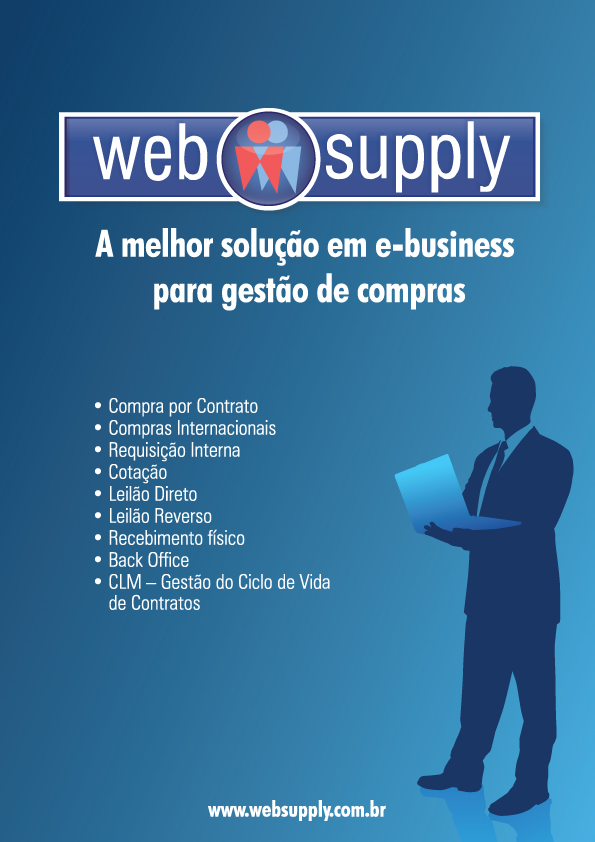 web supply
A melhor solução em e-business
para gestão de compras
• Compra por Contrato
• Compras Internacionais
• Requisição Interna
• Cotação
• Leilão Direto
• Leilão Reverso
• Recebimento físico
• Back Office
• CLM – Gestão do Ciclo de Vida
de Contratos
www.websupply.com.br